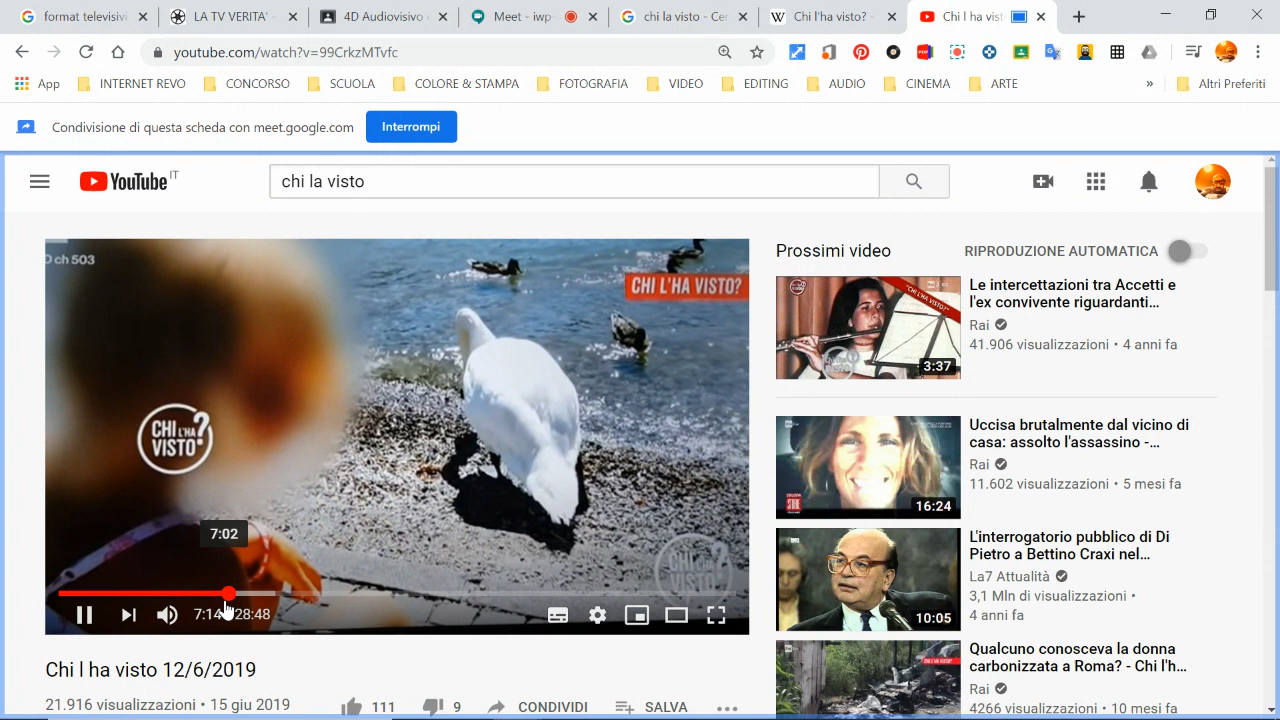 format televisivi
LA TV VERITA' -
4D Audiovisivo e
Meet - iwp
chi la visto - Cer
Chi l'ha visto? -
Chi l ha vist
youtube.com/watch?v=99CrkzMTvfc
App
INTERNET REVO
CONCORSO
SCUOLA
COLORE & STAMPA
FOTOGRAFIA
VIDEO
EDITING
AUDIO
CINEMA
ARTE
»
Altri Preferiti
Condivisione di questa scheda con meet.google.com
Interrompi
YouTube IT
chi la visto
D ch 503
CHI L'HA VISTO?
CHI L'HA
VISTO?
7:02
7:14
28:48
Chi l ha visto 12/6/2019
21.916 visualizzazioni •
2019
111
9
CONDIVIDI
SALVA
Prossimi video
RIPRODUZIONE AUTOMATICA
"CHI L'HA VISTO?"
3:37
Le intercettazioni tra Accetti e
l'ex convivente riguardanti...
Rai
41.906 visualizzazioni • 4 anni fa
16:24
Uccisa brutalmente dal vicino di
casa: assolto l'assassino -...
Rai
11.602 visualizzazioni • 5 mesi fa
10:05
L'interrogatorio pubblico di Di
Pietro a Bettino Craxi nel...
La7 Attualità
3,1 Mln di visualizzazioni •
4 anni fa
Qualcuno conosceva la donna
carbonizzata a Roma? - Chi l'h...
Rai
4266 visualizzazioni • 10 mesi fa